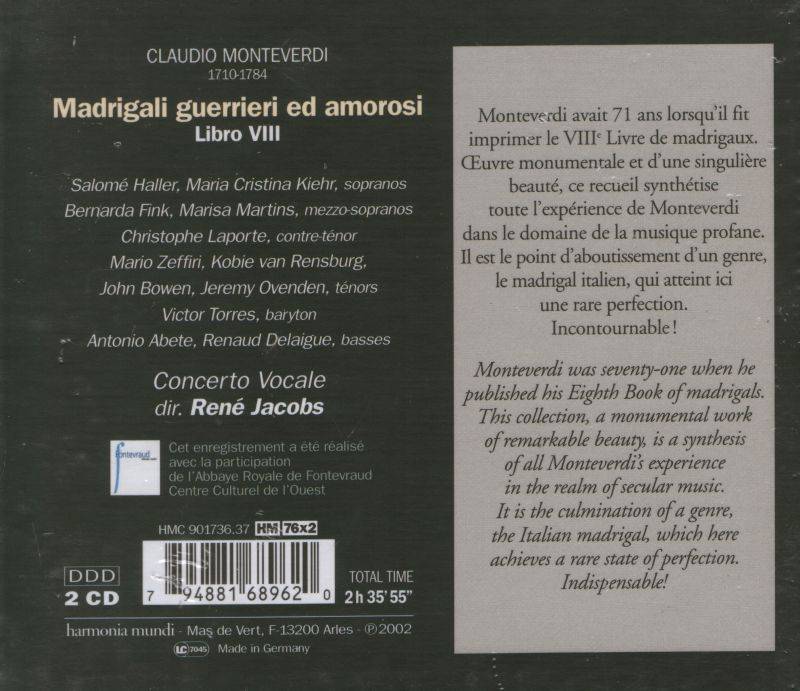 CLAUDIO MONTEVERDI
1710-1784
Madrigali guerrieri ed amorosi
Libro VIII
Salomé Haller, Maria Cristina Kiehr, sopranos
Bernarda Fink, Marisa Martins, mezzo-sopranos
Christophe Laporte, contre-ténor
Mario Zeffiri, Kobie van Rensburg,
John Bowen, Jeremy Ovenden, ténors
Victor Torres, baryton
Antonio Abete, Renaud Delaigue, basses
Concerto Vocale
dir. René Jacobs
fontevraud
Cet enregistrement a été réalisé
avec la participation
de l'Abbaye Royale de Fontevraud
Centre Culturel de l'Ouest
HMC 901736.37 HM 76x2
DDD
2 CD
7 94881 68962 0
TOTAL TIME
2 h 35'55"
harmonia mundi - Mas de Vert, F-13200 Arles - ℗2002
LC 7045 Made in Germany
Monteverdi avait 71 ans lorsqu'il fit
imprimer le VIIIe Livre de madrigaux.
Œuvre monumentale et d'une singulière
beauté, ce recueil synthétise
toute l'expérience de Monteverdi
dans le domaine de la musique profane.
Il est le point d'aboutissement d'un genre,
le madrigal italien, qui atteint ici
une rare perfection.
Incontournable !
Monteverdi was seventy-one when he
published his Eighth Book of madrigals.
This collection, a monumental work
of remarkable beauty, is a synthesis
of all Monteverdi's experience
in the realm of secular music.
It is the culmination of a genre,
the Italian madrigal, which here
achieves a rare state of perfection.
Indispensable!